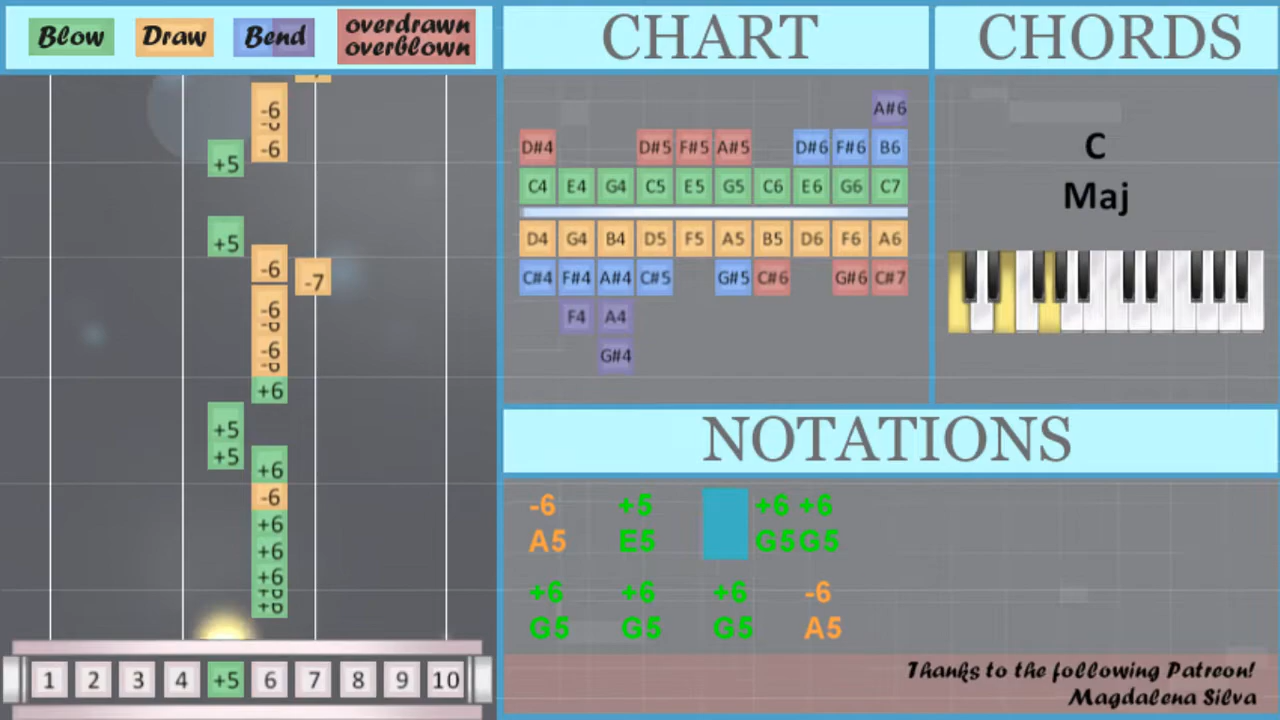 Blow Draw Bend overdrawn
overblown
CHART
CHORDS
-6
-6
+5
+5
-6
-7
-6
-6
+6
+5
+5
+6
-6
+6
+6
+6
+6
1 2 3 4 +5 6 7 8 9 10
A#6
D#4 D#5 F#5 A#5 D#6 F#6 B6
C4 E4 G4 C5 E5 G5 C6 E6 G6 C7
D4 G4 B4 D5 F5 A5 B5 D6 F6 A6
C#4 F#4 A#4 C#5 G#5 C#6 G#6 C#7
F4 A4
G#4
C
Maj
NOTATIONS
-6 +5 +6 +6
A5 E5 G5 G5
+6 +6 +6 -6
G5 G5 G5 A5
Thanks to the following Patreon!
Magdalena Silva